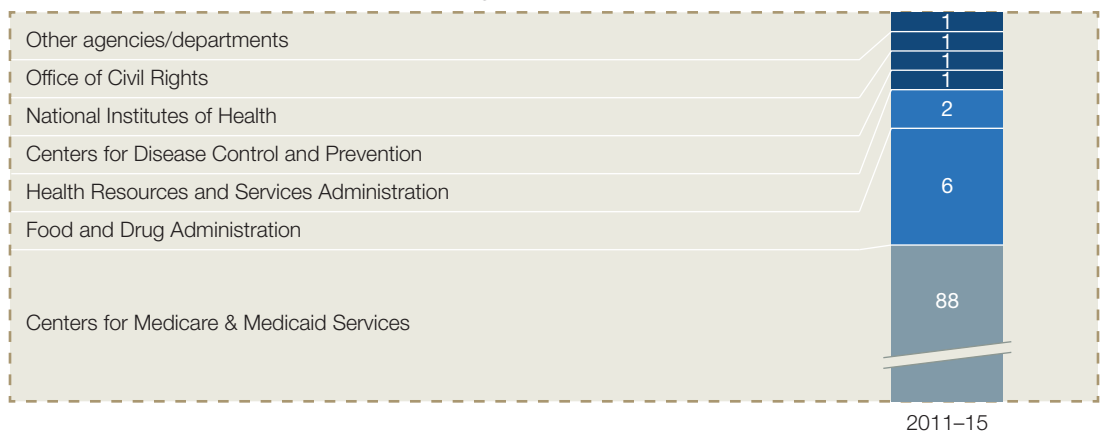 Other agencies/departments
1
Office of Civil Rights
1
National Institutes of Health
1
Centers for Disease Control and Prevention
1
Health Resources and Services Administration
2
Food and Drug Administration
6
Centers for Medicare & Medicaid Services
88
2011–15